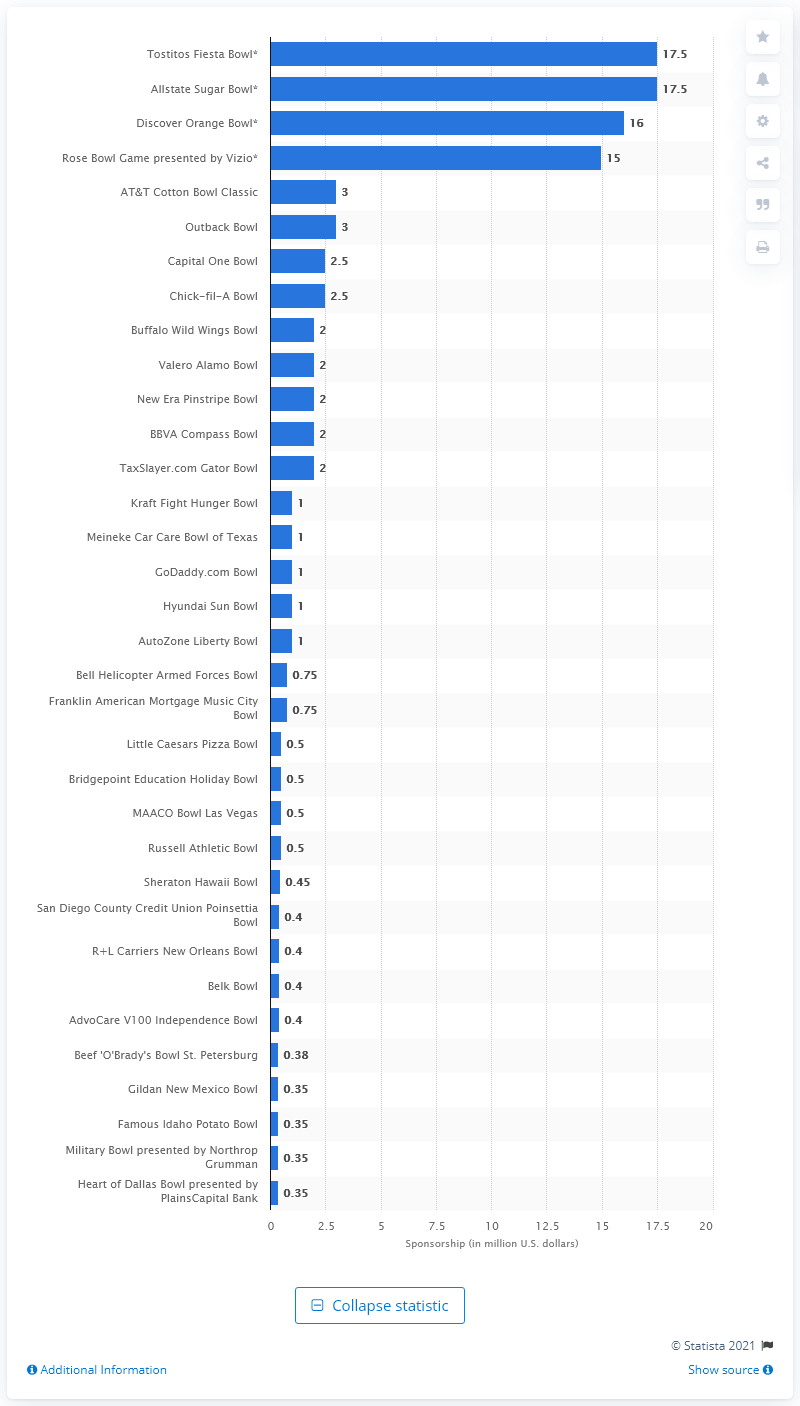 Tostitos Fiesta Bowl* 17.5
Allstate Sugar Bowl* 17.5
Discover Orange Bowl* 16
Rose Bowl Game presented by Vizio* 15
AT&T Cotton Bowl Classic 3
Outback Bowl 3
Capital One Bowl 2.5
Chick-fil-A Bowl 2.5
Buffalo Wild Wings Bowl 2
Valero Alamo Bowl 2
New Era Pinstripe Bowl 2
BBVA Compass Bowl 2
TaxSlayer.com Gator Bowl 2
Kraft Fight Hunger Bowl 1
Meineke Car Care Bowl of Texas 1
GoDaddy.com Bowl 1
Hyundai Sun Bowl 1
AutoZone Liberty Bowl 1
Bell Helicopter Armed Forces Bowl 0.75
Franklin American Mortgage Music City
Bowl 0.75
Little Caesars Pizza Bowl 0.5
Bridgepoint Education Holiday Bowl 0.5
MAACO Bowl Las Vegas 0.5
Russell Athletic Bowl 0.5
Sheraton Hawaii Bowl 0.45
San Diego County Credit Union Poinsettia
Bowl 0.4
R+L Carriers New Orleans Bowl 0.4
Belk Bowl 0.4
AdvoCare V100 Independence Bowl 0.4
Beef 'O'Brady's Bowl St. Petersburg 0.38
Gildan New Mexico Bowl 0.35
Famous Idaho Potato Bowl 0.35
Military Bowl presented by Northrop
Grumman 0.35
Heart of Dallas Bowl presented by
PlainsCapital Bank 0.35
0 2.5 5 7.5 10 12.5 15 17.5 20
Sponsorship (in million U.S. dollars)
Collapse statistic
© Statista 2021
Additional Information Show source